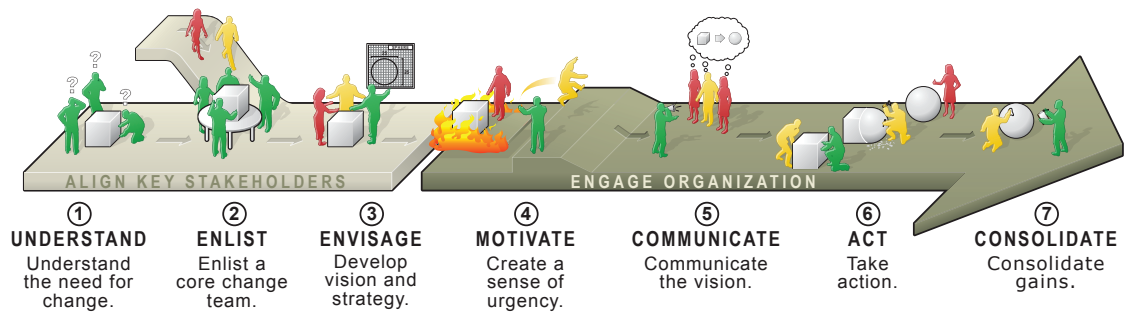 ?
?
?
ALIGN KEY STAKEHOLDERS
ENGAGE ORGANIZATION
1
UNDERSTAND
Understand
the need for
change.
2
ENLIST
Enlist a
core change
team.
3
ENVISAGE
Develop
vision and
strategy.
4
MOTIVATE
Create a
sense of
urgency.
5
COMMUNICATE
Communicate
the vision.
6
ACT
Take
action.
7
CONSOLIDATE
Consolidate
gains.